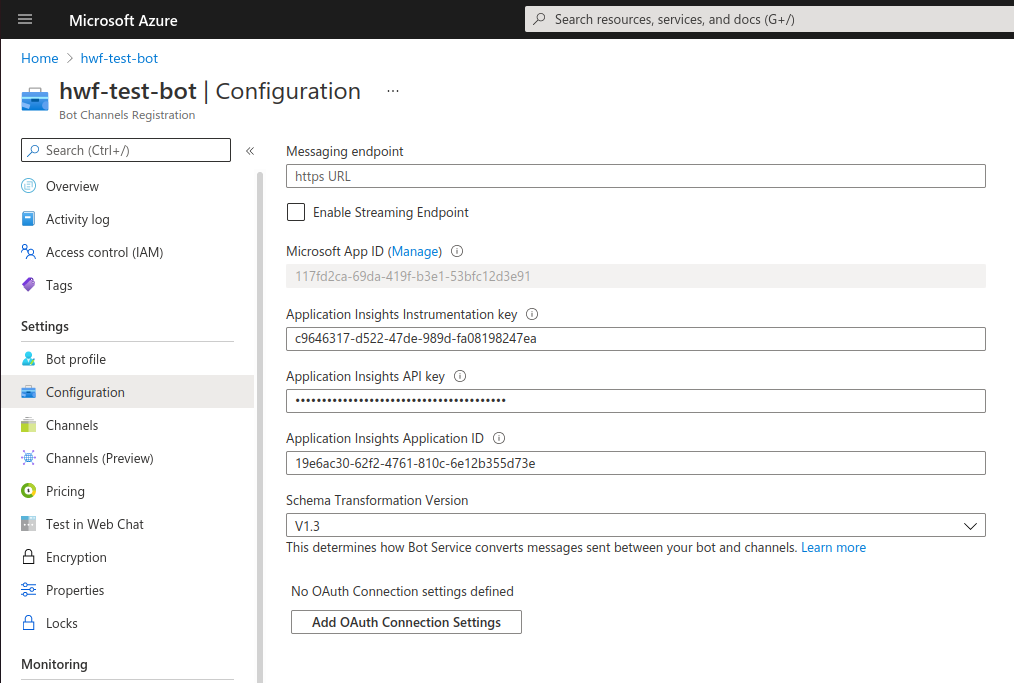 Microsoft Azure
Search resources, services, and docs (G+/)
Home > hwf-test-bot
hwf-test-bot | Configuration ...
Bot Channels Registration
Search (Ctrl+/) «
Overview
Activity log
Access control (IAM)
Tags
Settings
Bot profile
Configuration
Channels
Channels (Preview)
Pricing
Test in Web Chat
Encryption
Properties
Locks
Monitoring
Messaging endpoint
https URL
Enable Streaming Endpoint
Microsoft App ID (Manage)
117fd2ca-69da-419f-b3e1-53bfc12d3e91
Application Insights Instrumentation key
c9646317-d522-47de-989d-fa08198247ea
Application Insights API key
••••••••••••••••••••••••••••••••••••••••
Application Insights Application ID
19e6ac30-62f2-4761-810c-6e12b355d73e
Schema Transformation Version
V1.3
This determines how Bot Service converts messages sent between your bot and channels. Learn more
No OAuth Connection settings defined
Add OAuth Connection Settings